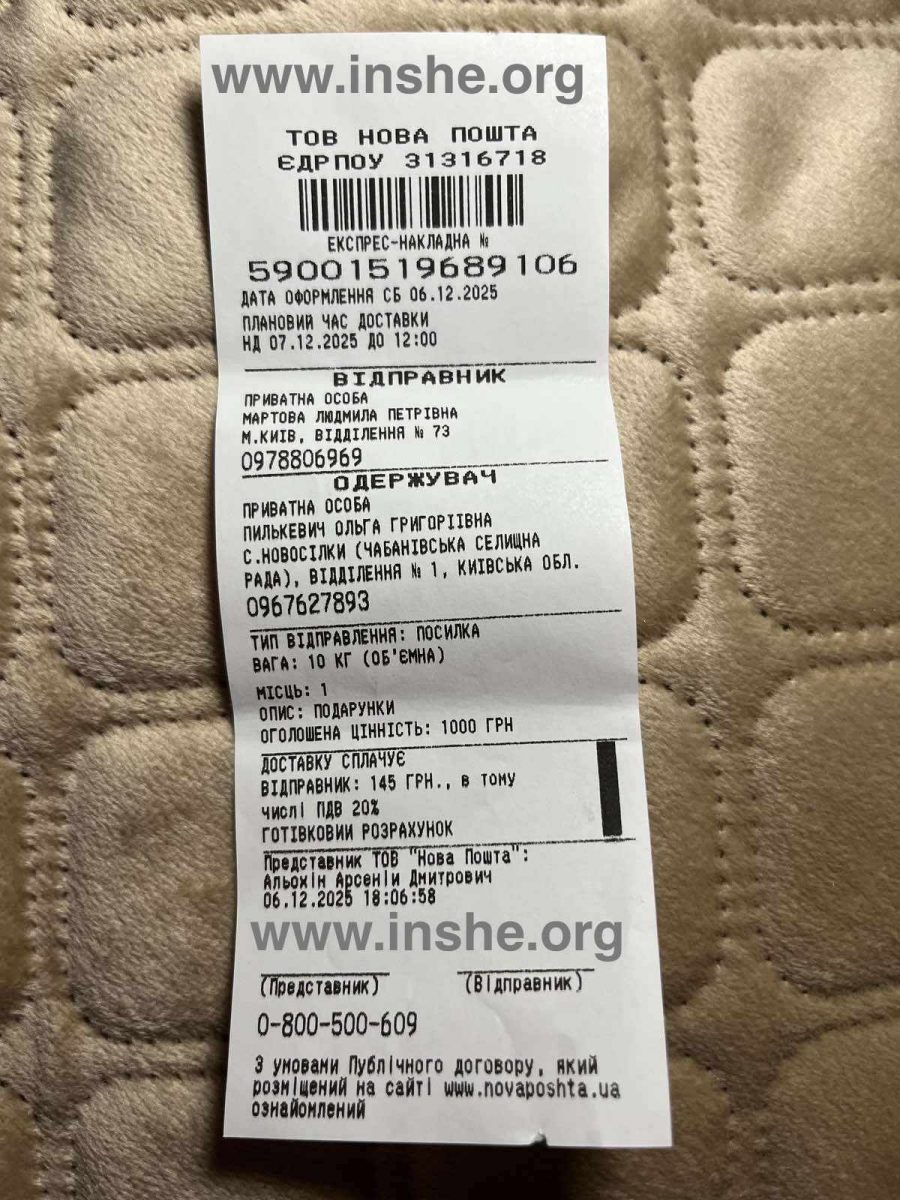 www.inshe.org
ТОВ НОВА ПОШТА
ЄДРПОУ 31316718
ЕКСПРЕС-НАКЛАДНА №
59001519689106
ДАТА ОФОРМЛЕННЯ СБ 06.12.2025
ПЛАНОВИЙ ЧАС ДОСТАВКИ
НД 07.12.2025 ДО 12:00
ВІДПРАВНИК
ПРИВАТНА ОСОБА
МАРТОВА ЛЮДМИЛА ПЕТРІВНА
М.КИЇВ, ВІДДІЛЕННЯ № 73
0978806969
ОДЕРЖУВАЧ
ПРИВАТНА ОСОБА
ПИЛЬКЕВИЧ ОЛЬГА ГРИГОРІІВНА
С.НОВОСІЛКИ (ЧАБАНІВСЬКА СЕЛИЩНА
РАДА), ВІДДІЛЕННЯ № 1, КИЇВСЬКА ОБЛ.
0967627893
ТИП ВІДПРАВЛЕННЯ: ПОСИЛКА
ВАГА: 10 КГ (ОБ'ЄМНА)
МІСЦЬ: 1
ОПИС: ПОДАРУНКИ
ОГОЛОШЕНА ЦІННІСТЬ: 1000 ГРН
ДОСТАВКУ СПЛАЧУЄ
ВІДПРАВНИК: 145 ГРН., в тому
числі ПДВ 20%
ГОТІВКОВИЙ РОЗРАХУНОК
Представник ТОВ "Нова Пошта":
Альохін Арсеній Дмитрович
06.12.2025 18:06:58
www.inshe.org
(Представник) (Відправник)
0-800-500-609
З умовами Публічного договору, який
розміщений на сайті www.novaposhta.ua
ознайомлений